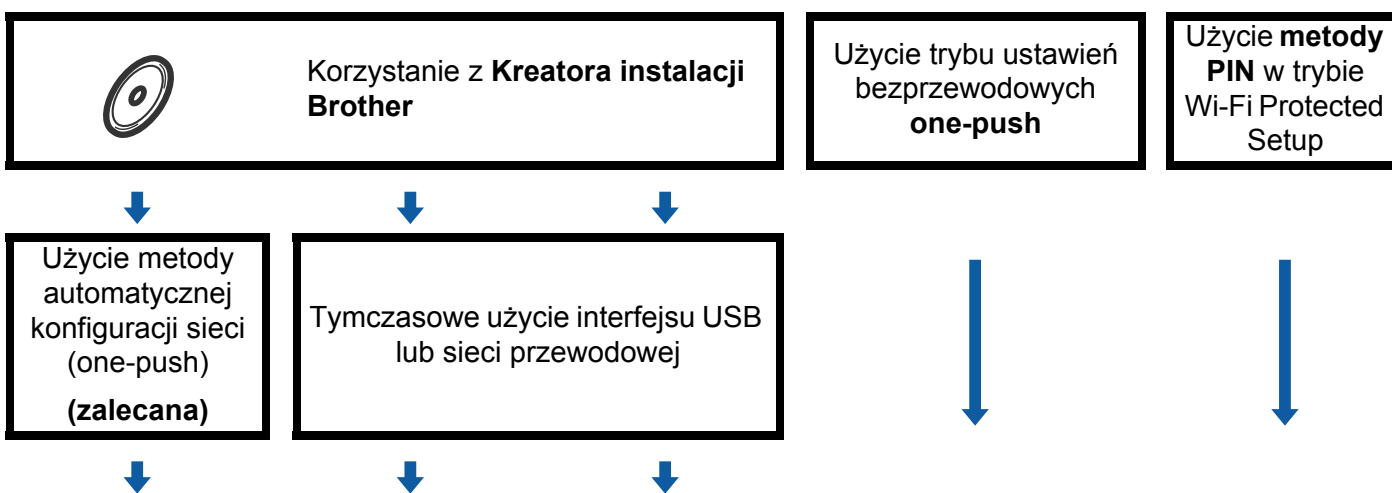 Korzystanie z Kreatora instalacji
Brother
Użycie trybu ustawień
bezprzewodowych
one-push
Użycie metody
PIN w trybie
Wi-Fi Protected
Setup
Użycie metody
automatycznej
konfiguracji sieci
(one-push)
(zalecana)
Tymczasowe użycie interfejsu USB
lub sieci przewodowej